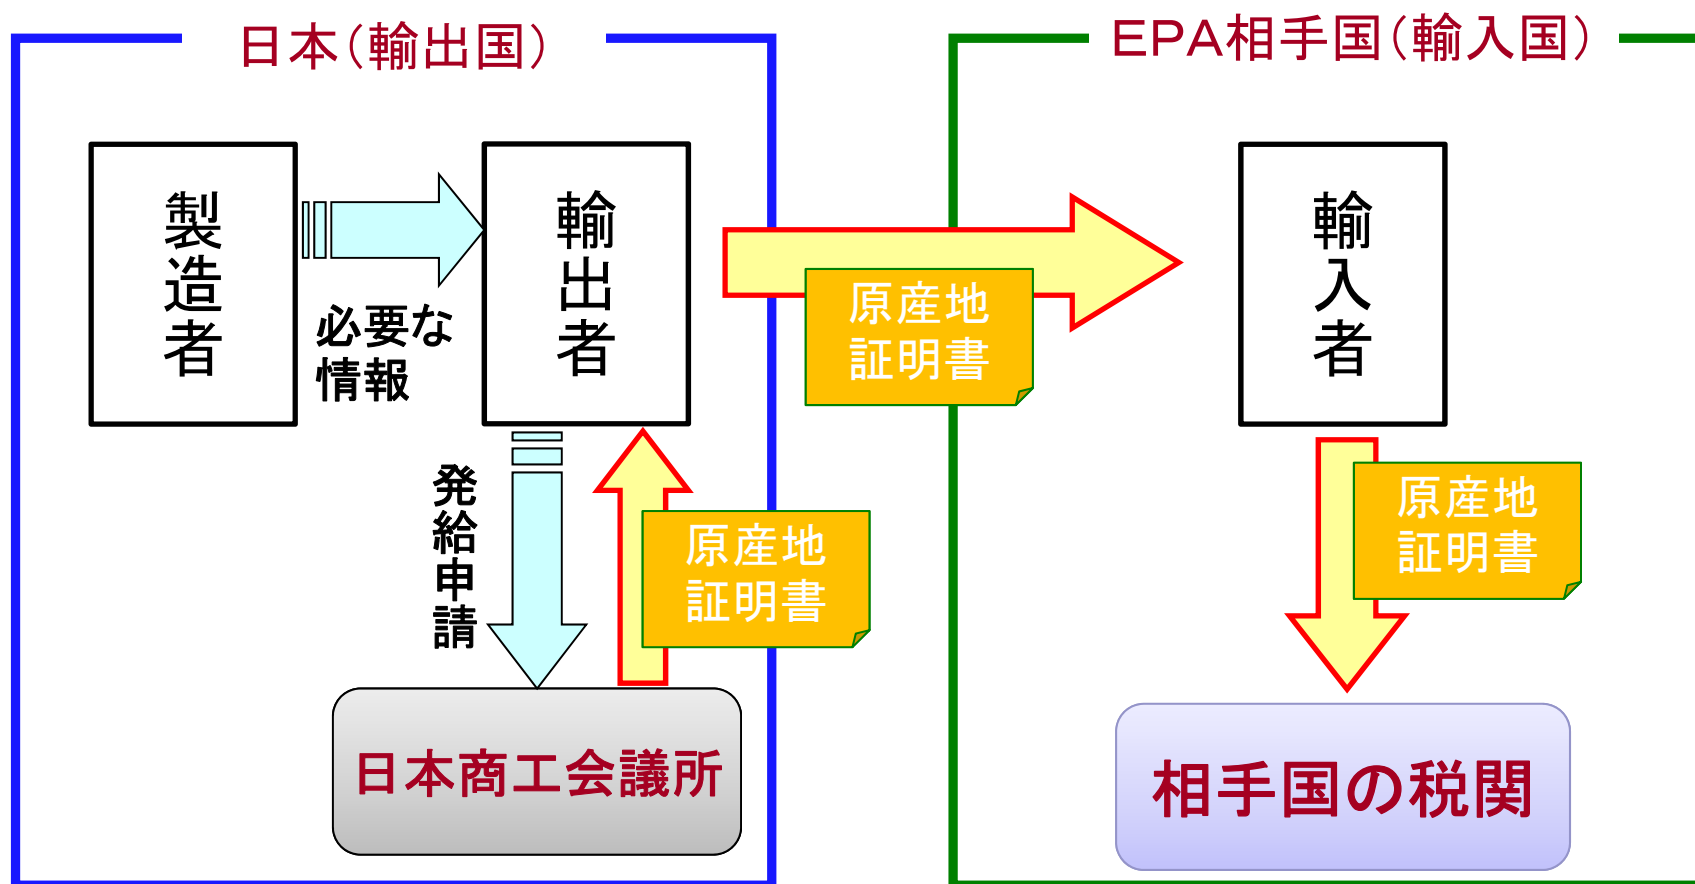 日本（輸出国）
EPA相手国（輸入国）
製造者
必要な
情報
輸出者
原産地
証明書
輸入者
発給申請
原産地
証明書
原産地
証明書
日本商工会議所
相手国の税関